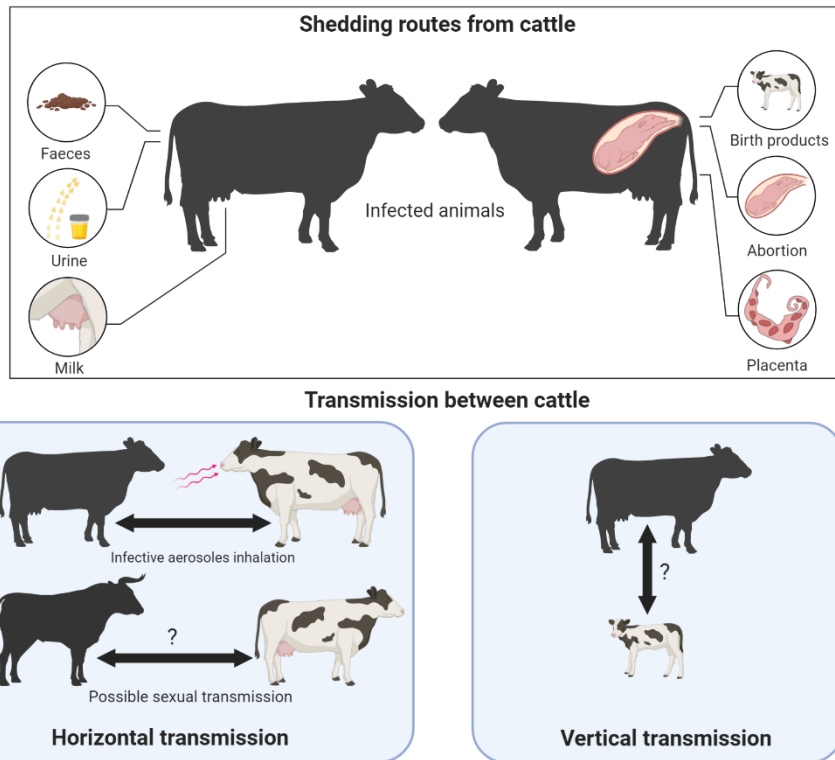 Shedding routes from cattle
Faeces
Urine
Milk
Infected animals
Birth products
Abortion
Placenta
Transmission between cattle
Infective aerosoles inhalation
?
Possible sexual transmission
Horizontal transmission
?
Vertical transmission